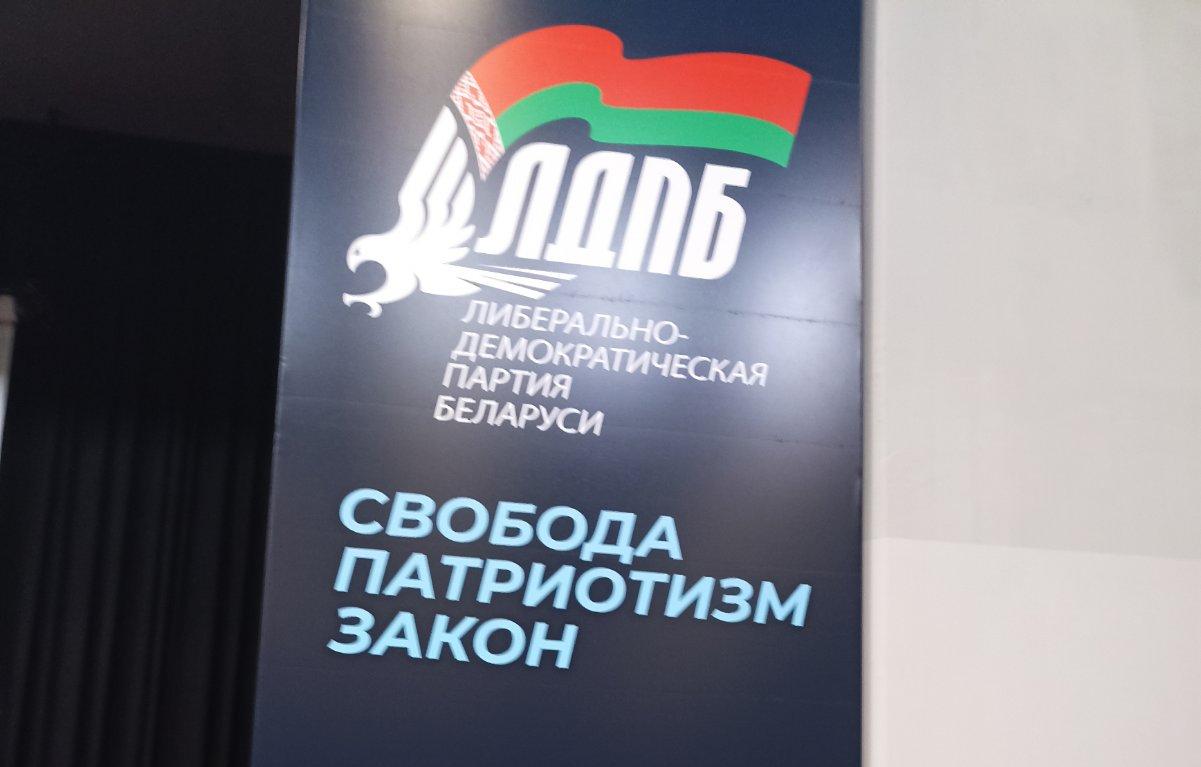 ЛДПБ
ЛИБЕРАЛЬНО-
ДЕМОКРАТИЧЕСКАЯ
ПАРТИЯ
БЕЛАРУСИ
СВОБОДА
ПАТРИОТИЗМ
ЗАКОН